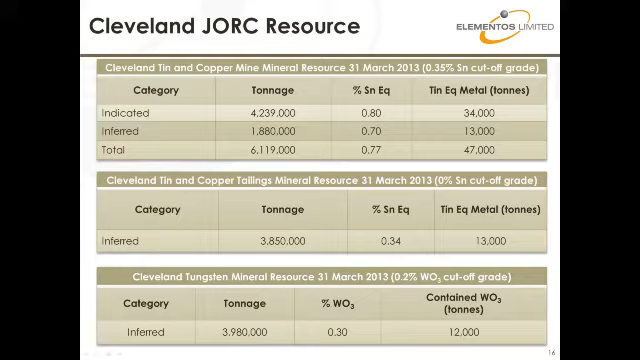 Cleveland JORC Resource
ELEMENTOS LIMITED
Cleveland Tin and Copper Mine Mineral Resource 31 March 2013 (0.35% Sn cut-off grade)
Category Tonnage % Sn Eq Tin Eq Metal (tonnes)
Indicated 4,239,000 0.80 34,000
Inferred 1,880,000 0.70 13,000
Total 6,119,000 0.77 47,000
Cleveland Tin and Copper Tailings Mineral Resource 31 March 2013 (0% Sn cut-off grade)
Category Tonnage % Sn Eq Tin Eq Metal (tonnes)
Inferred 3,850,000 0.34 13,000
Cleveland Tungsten Mineral Resource 31 March 2013 (0.2% WO₃ cut-off grade)
Category Tonnage % WO₃ Contained WO₃
(tonnes)
Inferred 3,980,000 0.30 12,000
16